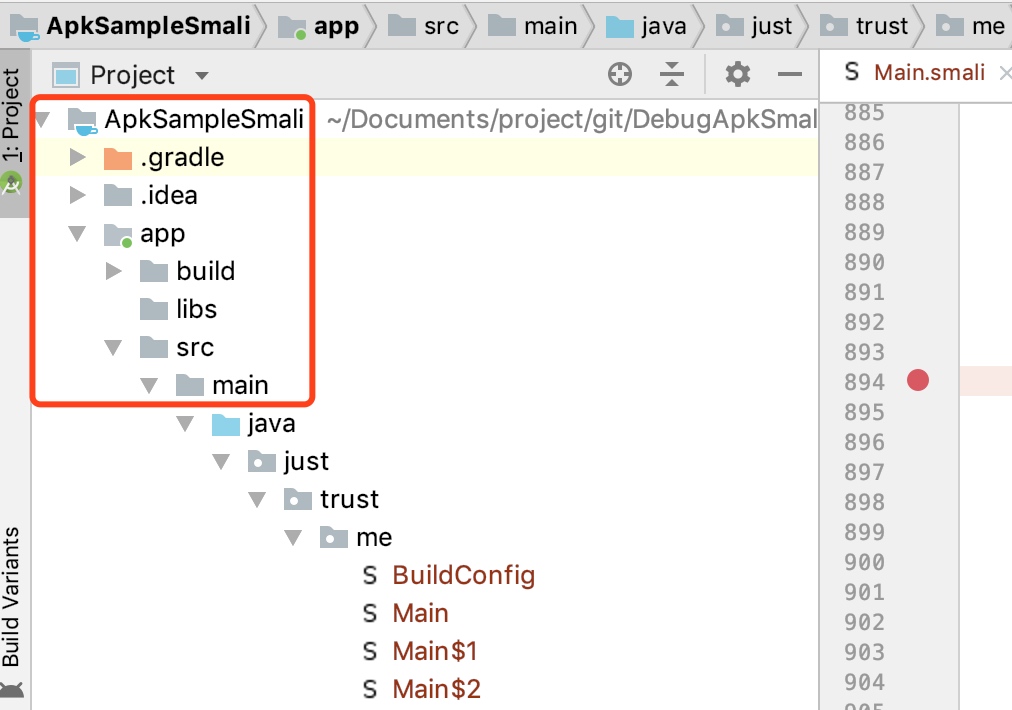 ApkSampleSmali app src main java just trust me
1: Project
Project
Main.smali
ApkSampleSmali ~/Documents/project/git/DebugApkSmal
.gradle
.idea
app
build
libs
src
main
java
just
trust
me
S BuildConfig
S Main
S Main$1
S Main$2
Build Variants
885
886
887
888
889
890
891
892
893
894
895
896
897
898
899
900
901
902
903
904